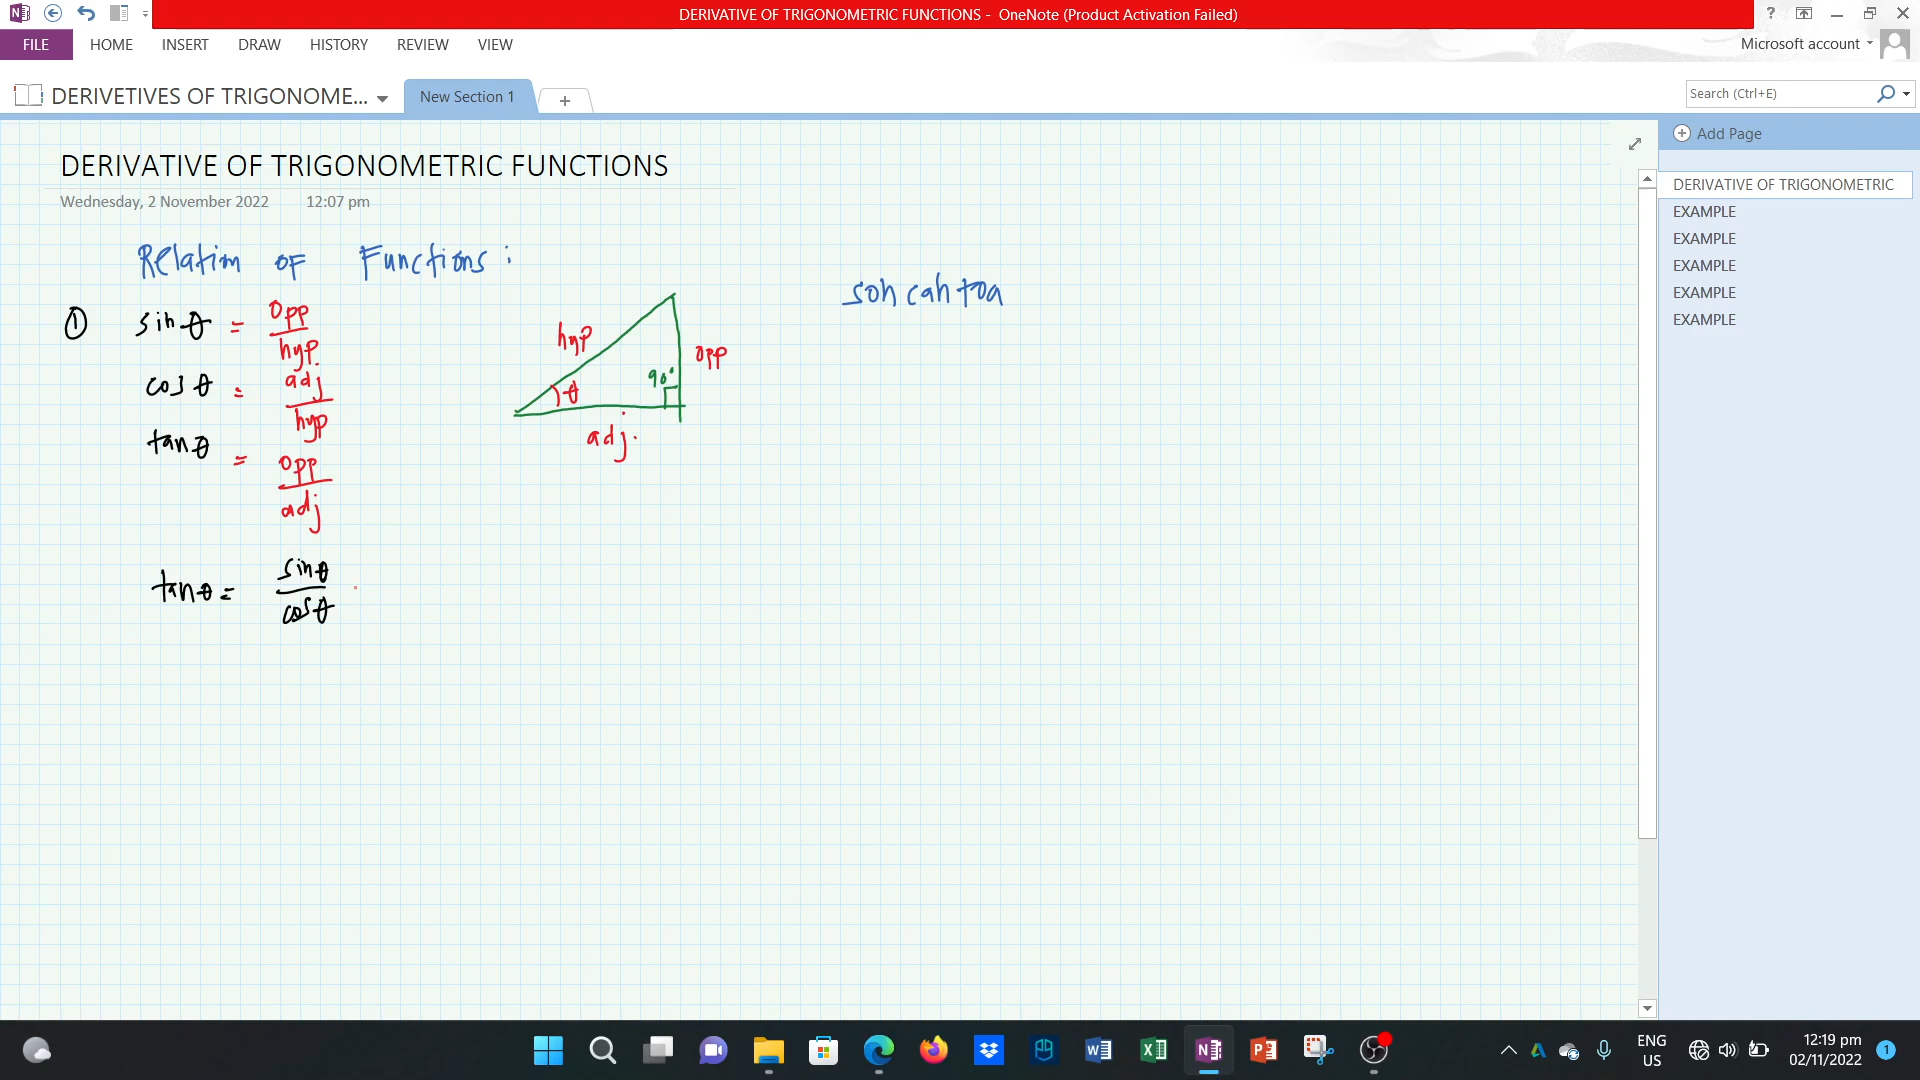 DERIVATIVE OF TRIGONOMETRIC FUNCTIONS - OneNote (Product Activation Failed)
?
FILE HOME INSERT DRAW HISTORY REVIEW VIEW
Microsoft account
DERIVETIVES OF TRIGONOME...
New Section 1
+
Search (Ctrl+E)
Add Page
DERIVATIVE OF TRIGONOMETRIC
EXAMPLE
EXAMPLE
EXAMPLE
EXAMPLE
EXAMPLE
DERIVATIVE OF TRIGONOMETRIC FUNCTIONS
Wednesday, 2 November 2022 12:07 pm
Relation OF Functions :
soh cah toa
① sin θ = opp / hyp.
cos θ = adj / hyp
tan θ = opp / adj
hyp
opp
90°
θ
adj.
tan θ = sin θ / cos θ
ENG
US
12:19 pm
02/11/2022
1